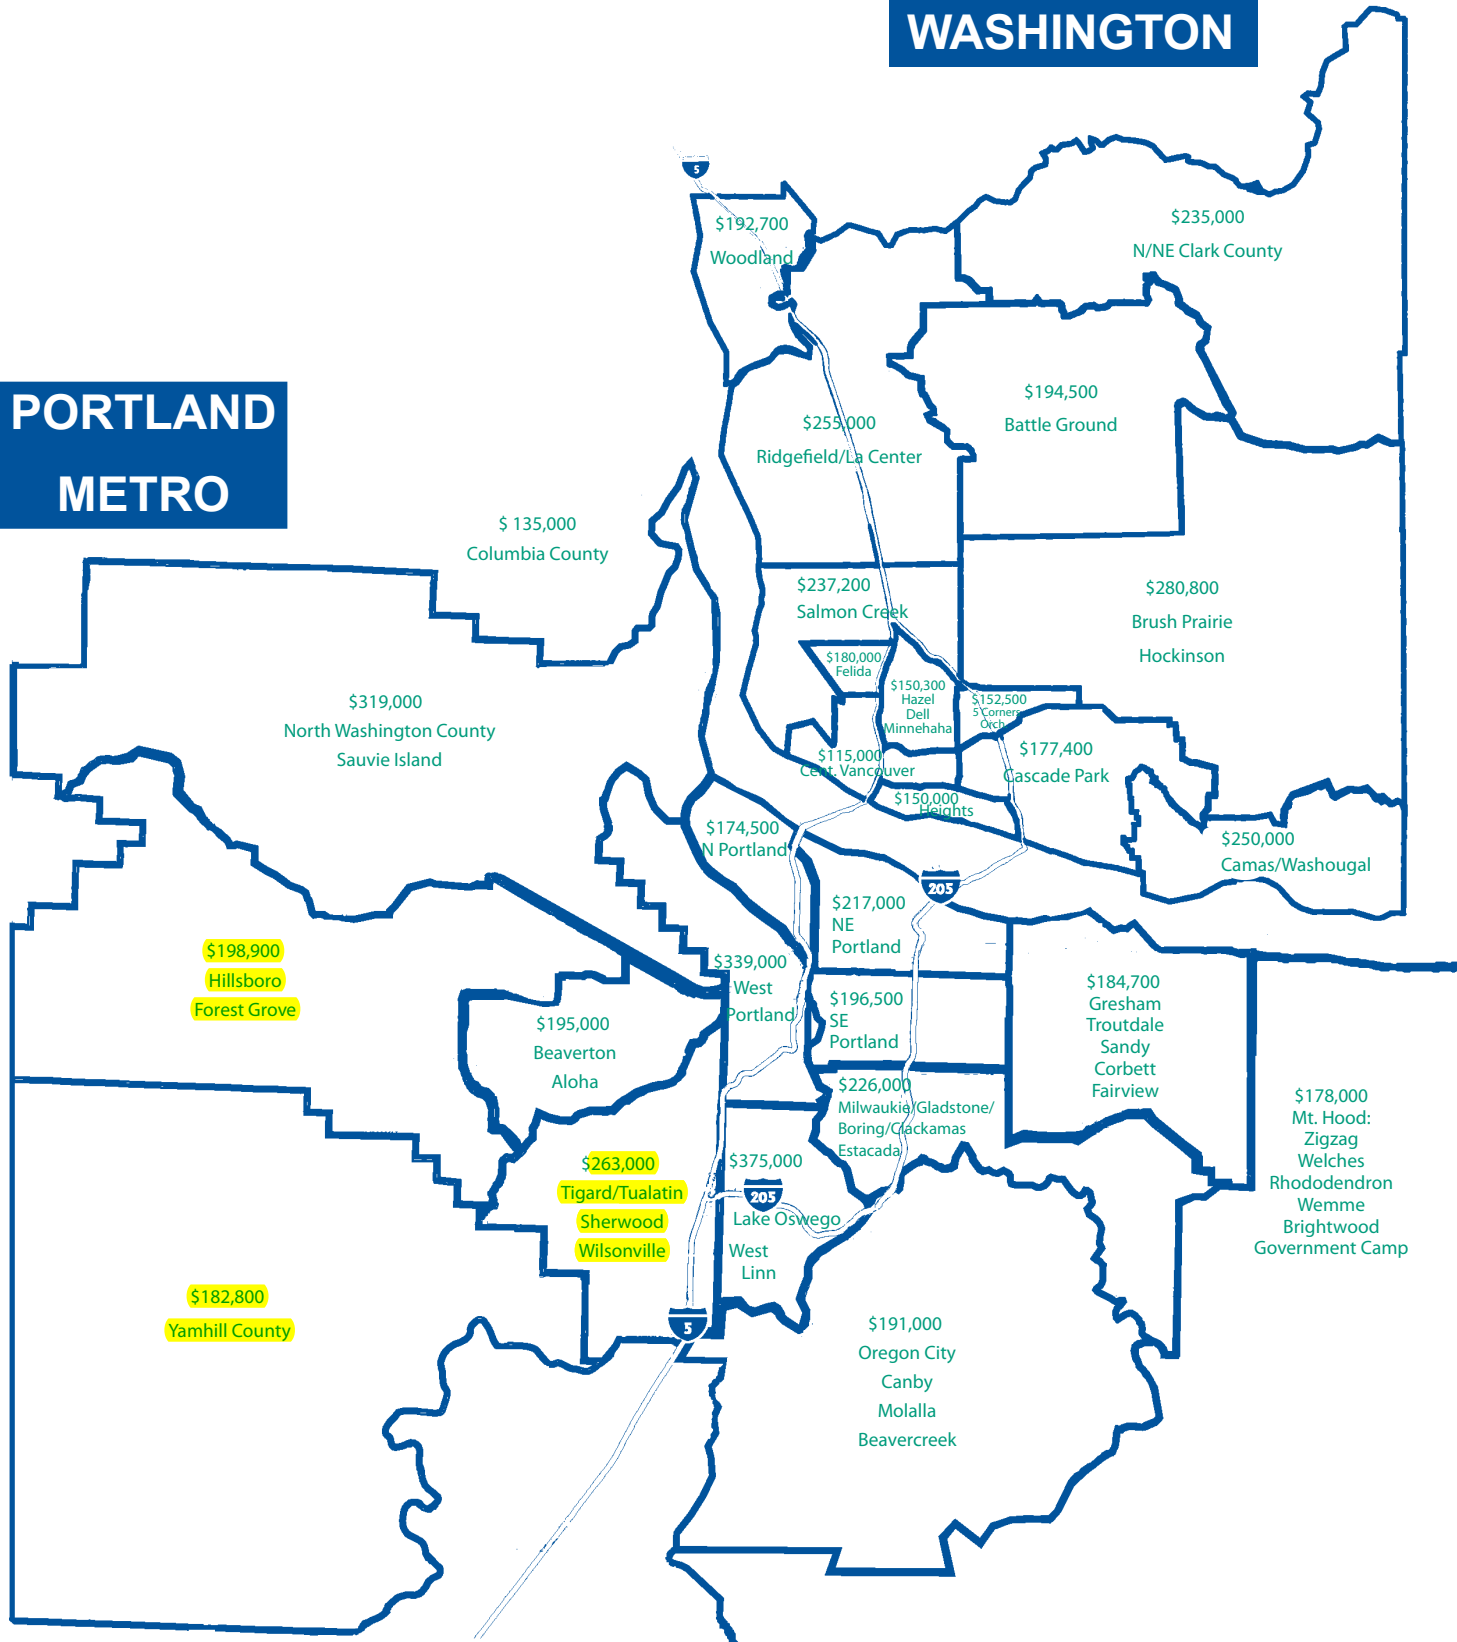 WASHINGTON
5
$192,700
Woodland
$235,000
N/NE Clark County
PORTLAND
METRO
$194,500
Battle Ground
$255,000
Ridgefield/La Center
$ 135,000
Columbia County
$237,200
Salmon Creek
$280,800
Brush Prairie
Hockinson
$180,000
Felida
$150,300
Hazel
Dell
Minnehaha
$152,500
5 Corners
Orch
$319,000
North Washington County
Sauvie Island
$115,000
Cent. Vancouver
$177,400
Cascade Park
$150,000
Heights
$174,500
N Portland
$250,000
Camas/Washougal
205
$217,000
NE
Portland
$198,900
Hillsboro
Forest Grove
$339,000
West
Portland
$196,500
SE
Portland
$184,700
Gresham
Troutdale
Sandy
Corbett
Fairview
$195,000
Beaverton
Aloha
$226,000
Milwaukie/Gladstone/
Boring/Clackamas
Estacada
$178,000
Mt. Hood:
Zigzag
Welches
Rhododendron
Wemme
Brightwood
Government Camp
$263,000
Tigard/Tualatin
Sherwood
Wilsonville
$375,000
205
Lake Oswego
West
Linn
$182,800
Yamhill County
5
$191,000
Oregon City
Canby
Molalla
Beavercreek